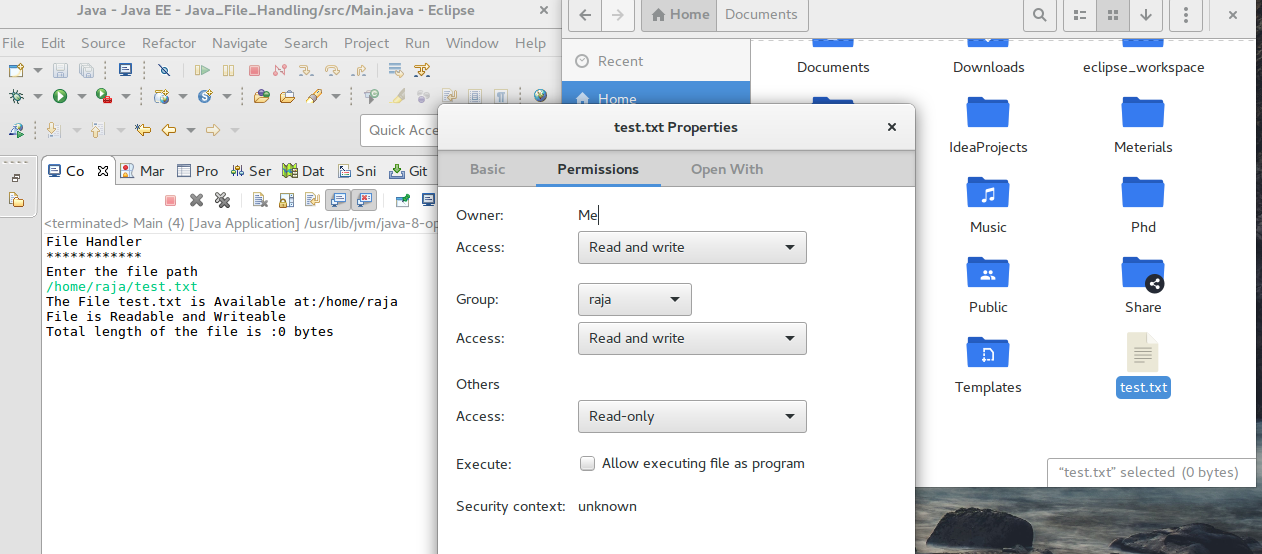 Java - Java EE - Java_File_Handling/src/Main.java - Eclipse
File Edit Source Refactor Navigate Search Project Run Window Help
Quick Acce
Co Mar Pro Ser Dat Sni Git
<terminated> Main (4) [Java Application] /usr/lib/jvm/java-8-op
File Handler
************
Enter the file path
/home/raja/test.txt
The File test.txt is Available at:/home/raja
File is Readable and Writeable
Total length of the file is :0 bytes
Home Documents
Recent
Home
Documents Downloads eclipse_workspace
IdeaProjects Meterials
Music Phd
Public Share
Templates test.txt
"test.txt" selected (0 bytes)
test.txt Properties
Basic Permissions Open With
Owner: Me
Access: Read and write
Group: raja
Access: Read and write
Others
Access: Read-only
Execute: Allow executing file as program
Security context: unknown